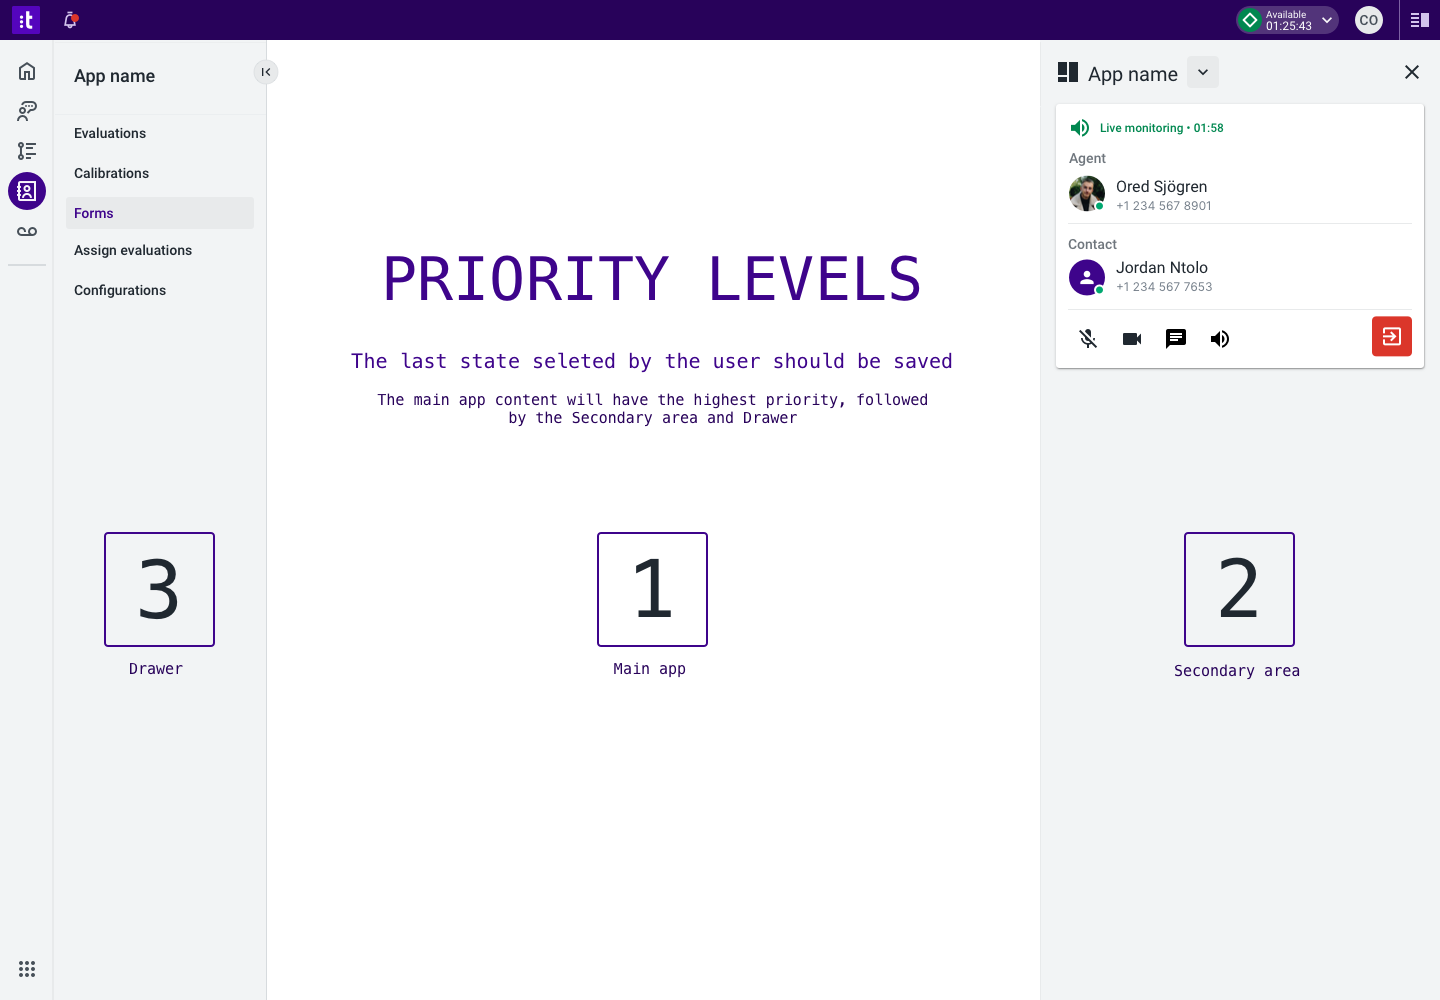 :t
Available
01:25:43
CO
App name
Evaluations
Calibrations
Forms
Assign evaluations
Configurations
PRIORITY LEVELS
The last state seleted by the user should be saved
The main app content will have the highest priority, followed
by the Secondary area and Drawer
3
Drawer
1
Main app
App name
Live monitoring • 01:58
Agent
Ored Sjögren
+1 234 567 8901
Contact
Jordan Ntolo
+1 234 567 7653
2
Secondary area